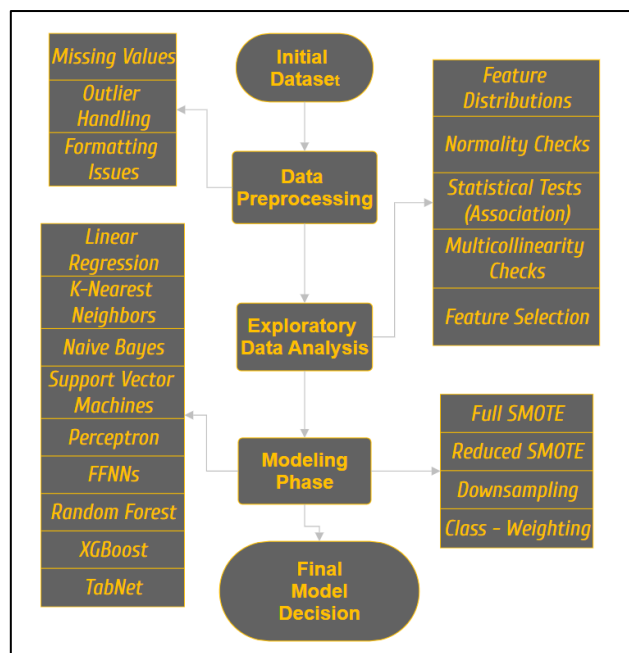 Initial
Dataset
Missing Values
Outlier
Handling
Formatting
Issues
Data
Preprocessing
Feature
Distributions
Normality Checks
Statistical Tests
(Association)
Multicollinearity
Checks
Feature Selection
Exploratory
Data Analysis
Linear
Regression
K-Nearest
Neighbors
Naive Bayes
Support Vector
Machines
Perceptron
FFNNs
Random Forest
XGBoost
TabNet
Modeling
Phase
Full SMOTE
Reduced SMOTE
Downsampling
Class - Weighting
Final
Model
Decision